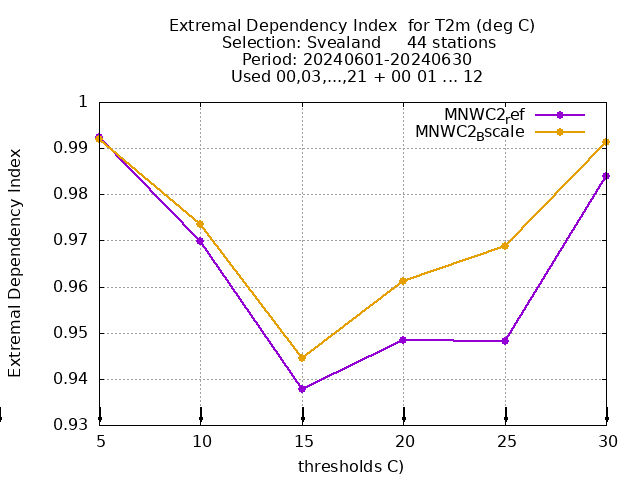 Extremal Dependency Index  for T2m (deg C)
Selection: Svealand     44 stations
Period: 20240601-20240630
Used 00,03,...,21 + 00 01 ... 12
MNWC2ref
MNWC2Bscale
1
0.99
0.98
0.97
0.96
0.95
0.94
0.93
Extremal Dependency Index
5 10 15 20 25 30
thresholds C)